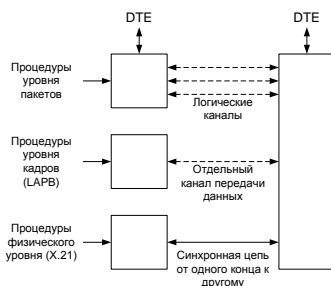 DTE
DTE
Процедуры
уровня
пакетов
Логические
каналы
Процедуры
уровня
кадров
(LAPB)
Отдельный
канал передачи
данных
Процедуры
физического
уровня (X.21)
Синхронная цепь
от одного конца к
другому